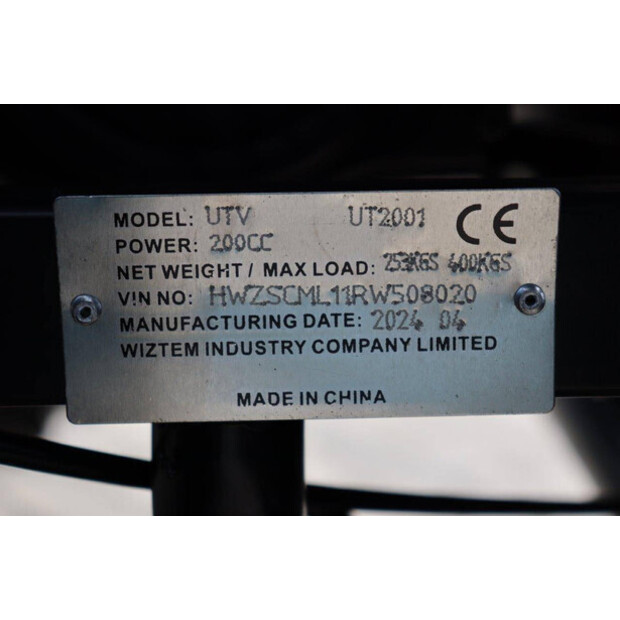 MODEL: UTV UT2001 CE
POWER: 200CC
NET WEIGHT / MAX LOAD: 253KGS 400KGS
VIN NO: HWZSCML11RW508020
MANUFACTURING DATE: 2024 04
WIZTEM INDUSTRY COMPANY LIMITED
MADE IN CHINA